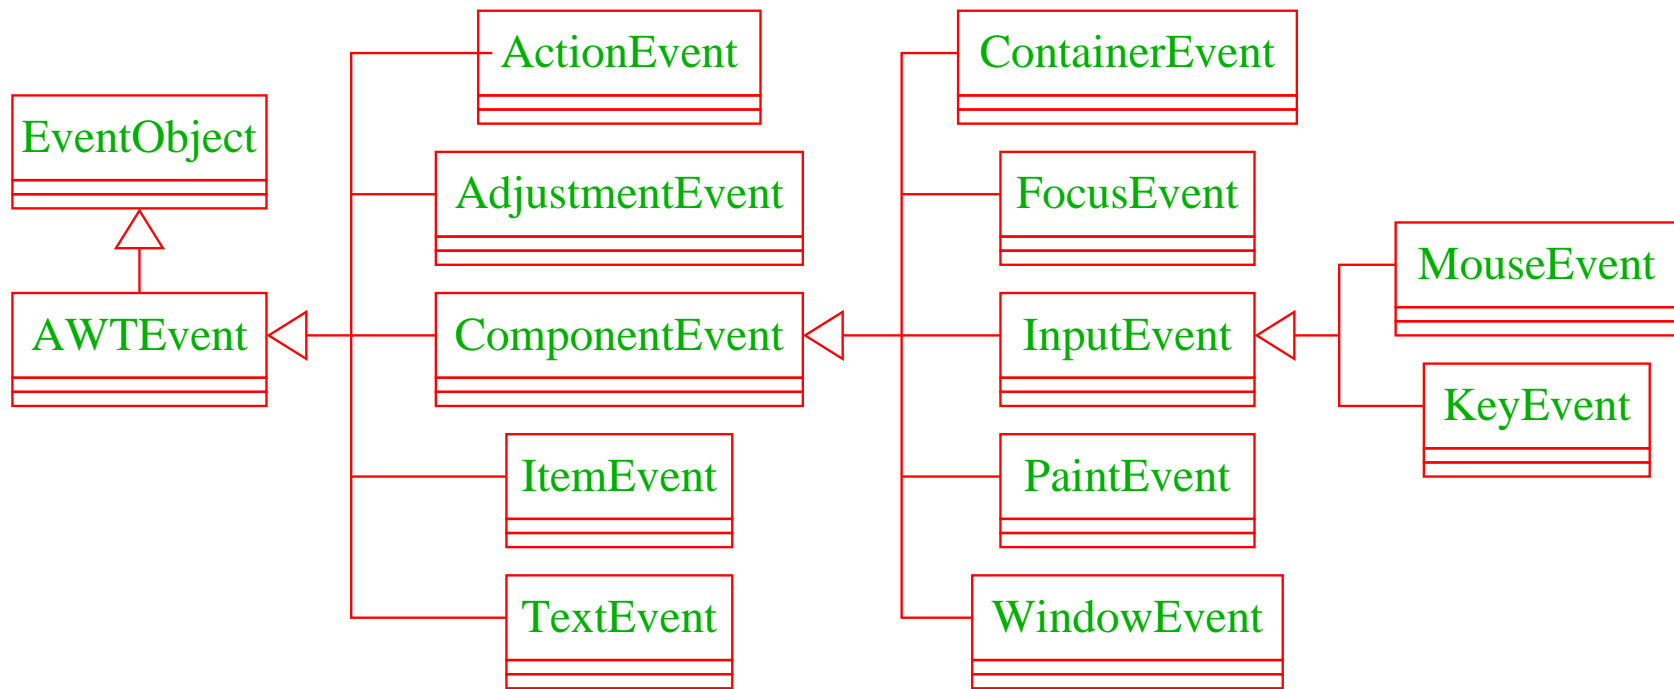 EventObject
AWTEvent
ActionEvent
AdjustmentEvent
ComponentEvent
ItemEvent
TextEvent
ContainerEvent
FocusEvent
InputEvent
PaintEvent
WindowEvent
MouseEvent
KeyEvent